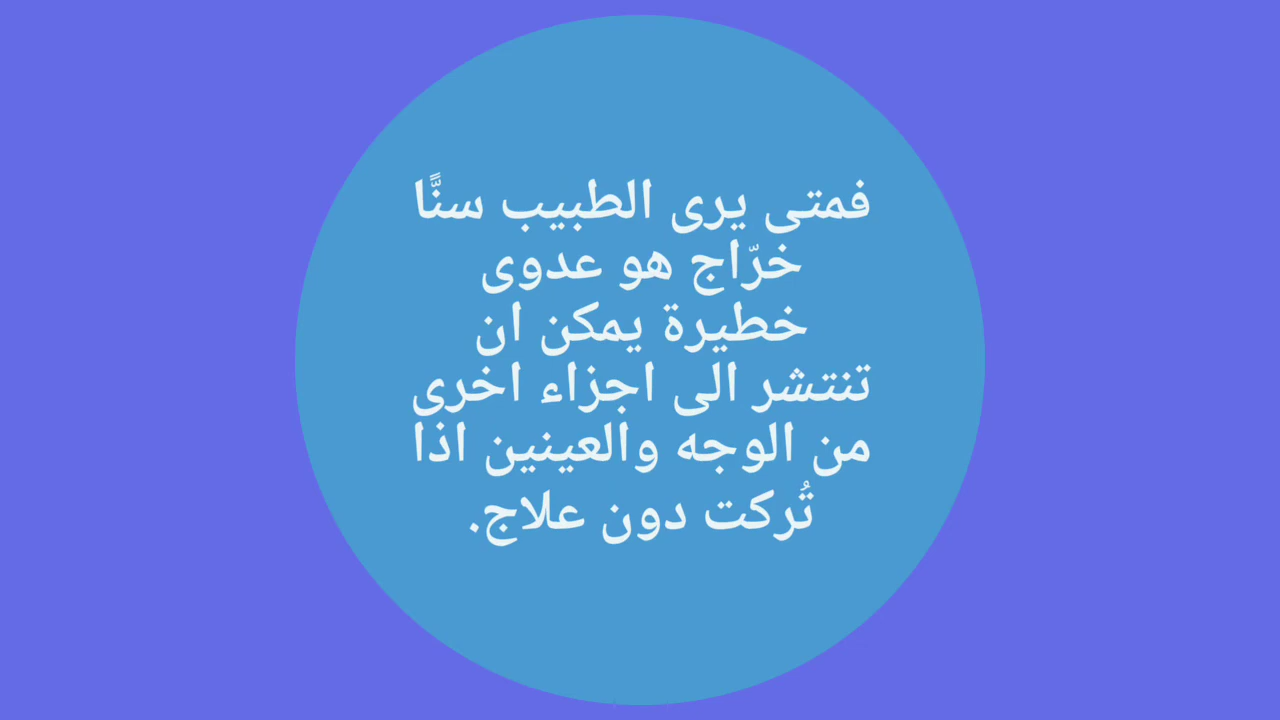 فمتى يرى الطبيب سنًّا
خرّاج هو عدوى
خطيرة يمكن ان
تنتشر الى اجزاء اخرى
من الوجه والعينين اذا
تُركت دون علاج.